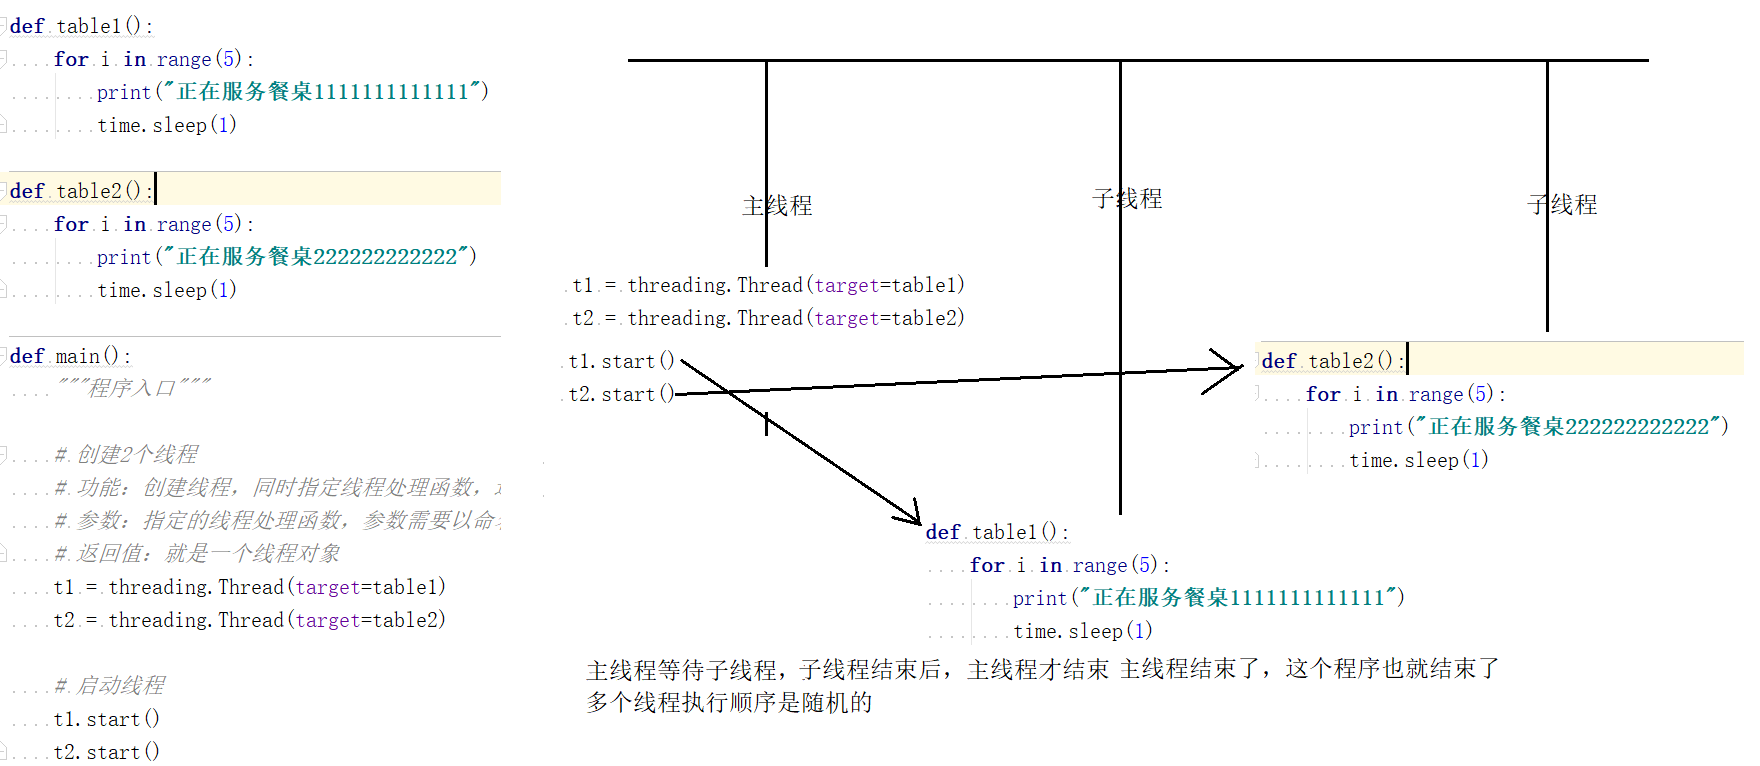 def table1():
for i in range(5):
print("正在服务餐桌1111111111111")
time.sleep(1)
def table2():
for i in range(5):
print("正在服务餐桌222222222222")
time.sleep(1)
def main():
"""程序入口"""
# 创建2个线程
# 功能：创建线程，同时指定线程处理函数，
# 参数：指定的线程处理函数，参数需要以命
# 返回值：就是一个线程对象
t1 = threading.Thread(target=table1)
t2 = threading.Thread(target=table2)
# 启动线程
t1.start()
t2.start()
主线程
子线程
子线程
t1 = threading.Thread(target=table1)
t2 = threading.Thread(target=table2)
t1.start()
t2.start()
def table2():
for i in range(5):
print("正在服务餐桌222222222222")
time.sleep(1)
def table1():
for i in range(5):
print("正在服务餐桌1111111111111")
time.sleep(1)
主线程等待子线程，子线程结束后，主线程才结束 主线程结束了，这个程序也就结束了
多个线程执行顺序是随机的